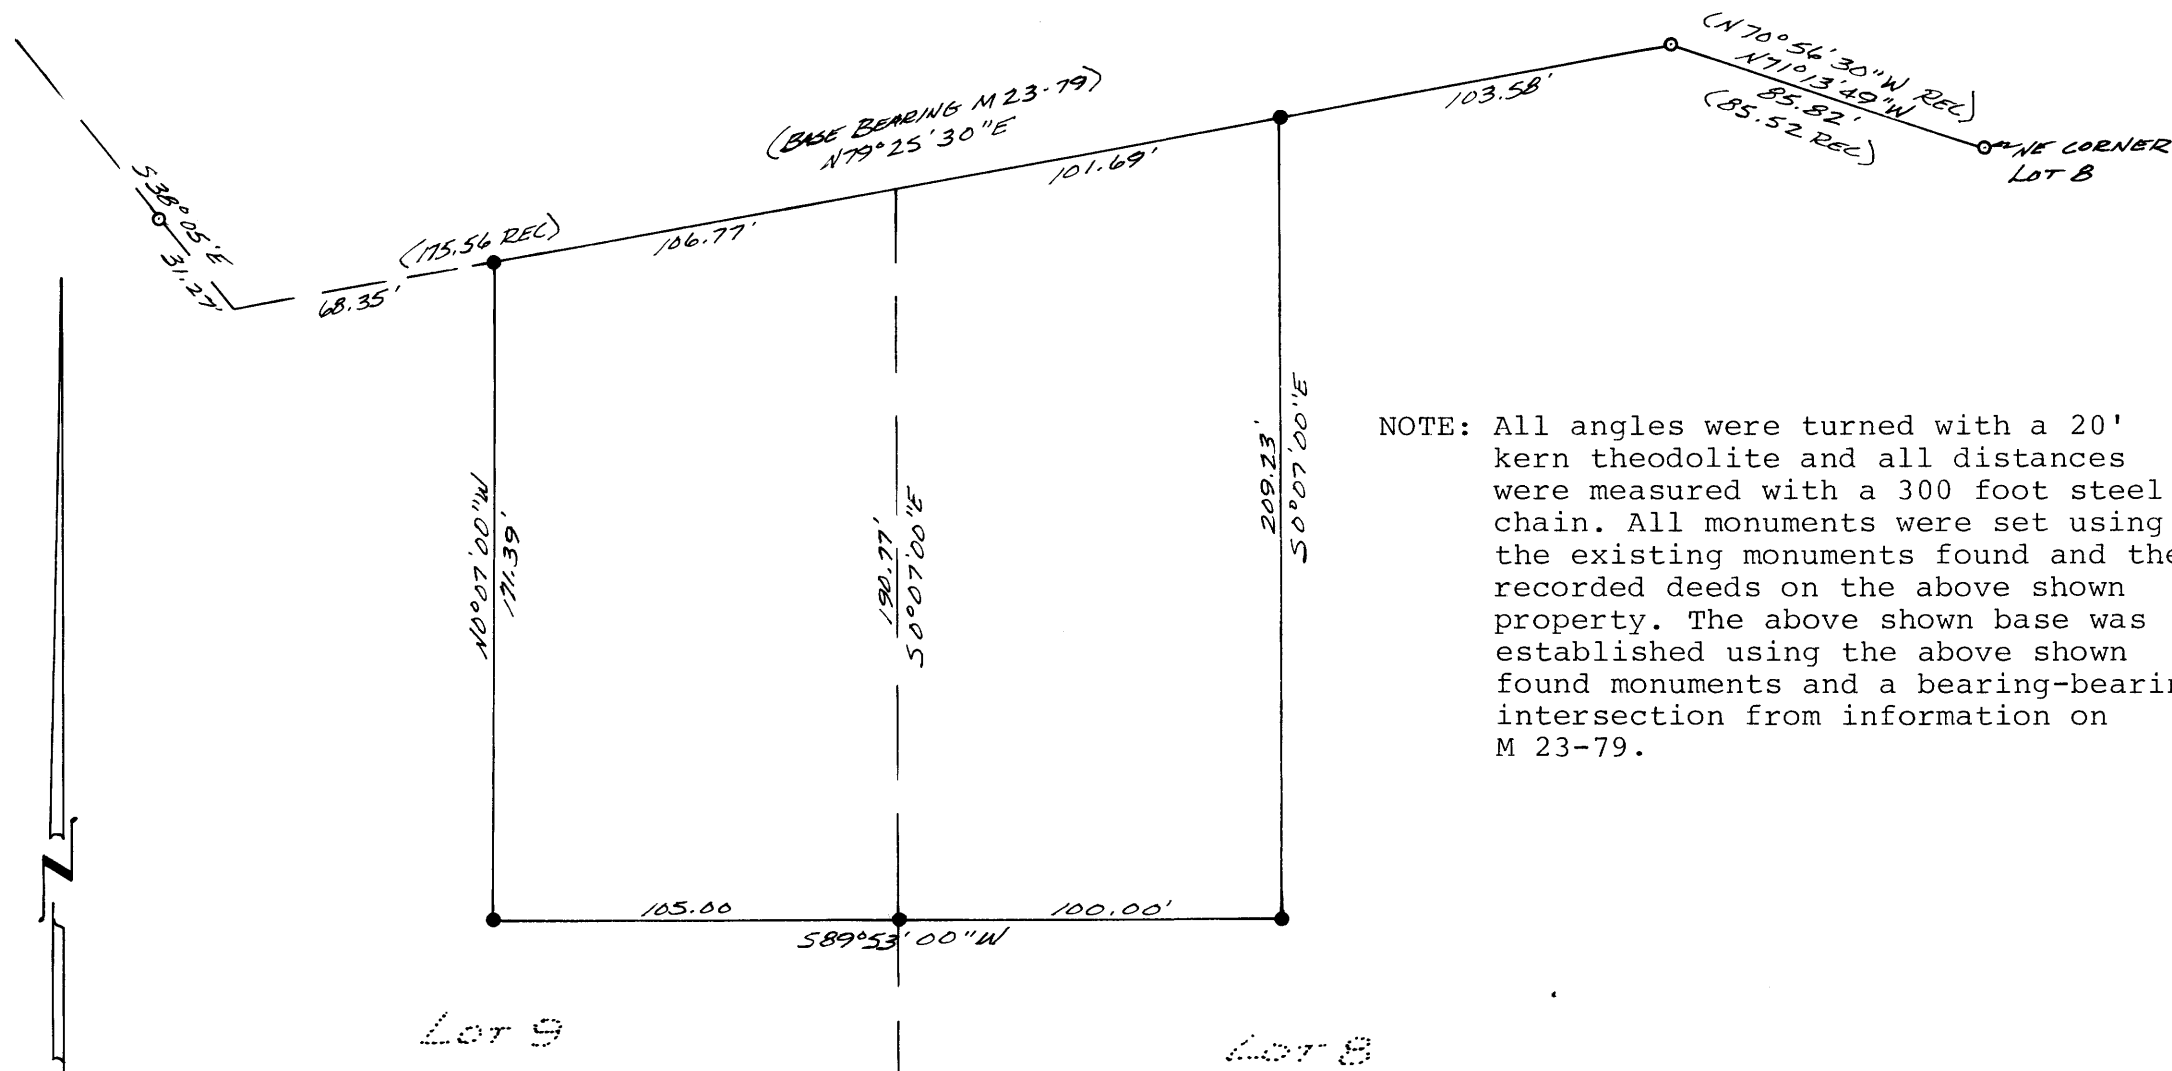 (N70°56'30"W REC)
N71°13'49"W
85.82'
(85.52 REC)
NE CORNER
LOT 8
(BASE BEARING M 23-79)
N79°25'30"E
103.58'
101.69'
106.77'
(175.56 REC)
68.35'
S38°05'E
31.27'
N0°07'00"W
171.39'
190.77'
S0°07'00"E
209.23'
S0°07'00"E
NOTE: All angles were turned with a 20'
kern theodolite and all distances
were measured with a 300 foot steel
chain. All monuments were set using
the existing monuments found and the
recorded deeds on the above shown
property. The above shown base was
established using the above shown
found monuments and a bearing-bearin
intersection from information on
M 23-79.
105.00
100.00'
S89°53'00"W
N
LOT 9
LOT 8